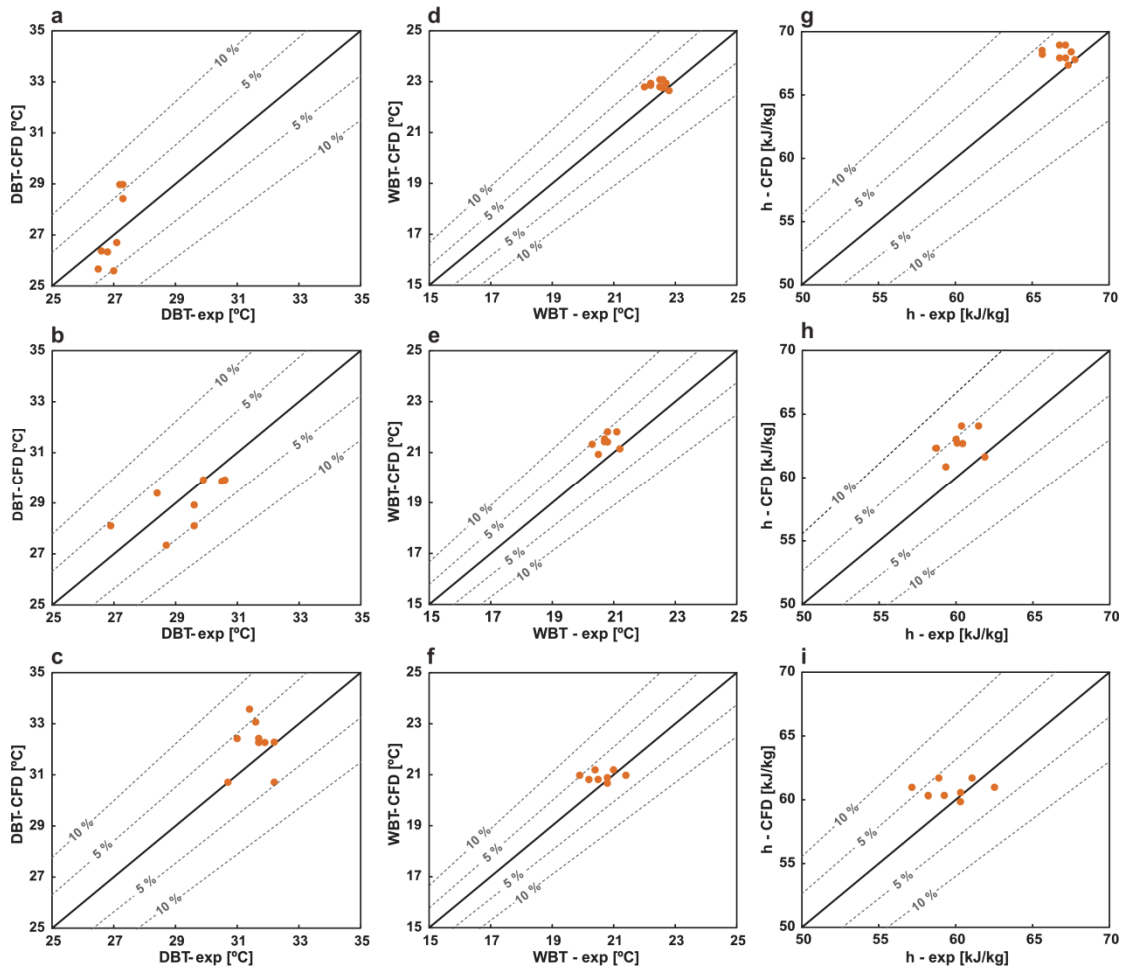 a
35
33
31
29
27
25
DBT-CFD [ºC]
10 %
5 %
5 %
10 %
25 27 29 31 33 35
DBT-exp [ºC]
d
25
23
21
19
17
15
WBT-CFD [ºC]
10 %
5 %
5 %
10 %
15 17 19 21 23 25
WBT - exp [ºC]
g
70
65
60
55
50
h - CFD [kJ/kg]
10 %
5 %
5 %
10 %
50 55 60 65 70
h - exp [kJ/kg]
b
35
33
31
29
27
25
DBT-CFD [ºC]
10 %
5 %
5 %
10 %
25 27 29 31 33 35
DBT-exp [ºC]
e
25
23
21
19
17
15
WBT-CFD [ºC]
10 %
5 %
5 %
10 %
15 17 19 21 23 25
WBT - exp [ºC]
h
70
65
60
55
50
h - CFD [kJ/kg]
10 %
5 %
5 %
10 %
50 55 60 65 70
h - exp [kJ/kg]
c
35
33
31
29
27
25
DBT-CFD [ºC]
10 %
5 %
5 %
10 %
25 27 29 31 33 35
DBT-exp [ºC]
f
25
23
21
19
17
15
WBT-CFD [ºC]
10 %
5 %
5 %
10 %
15 17 19 21 23 25
WBT - exp [ºC]
i
70
65
60
55
50
h - CFD [kJ/kg]
10 %
5 %
5 %
10 %
50 55 60 65 70
h - exp [kJ/kg]